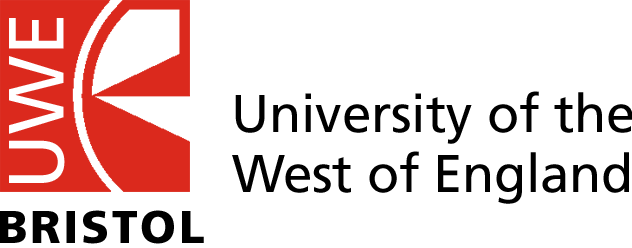 UWE
BRISTOL
University of the
West of England